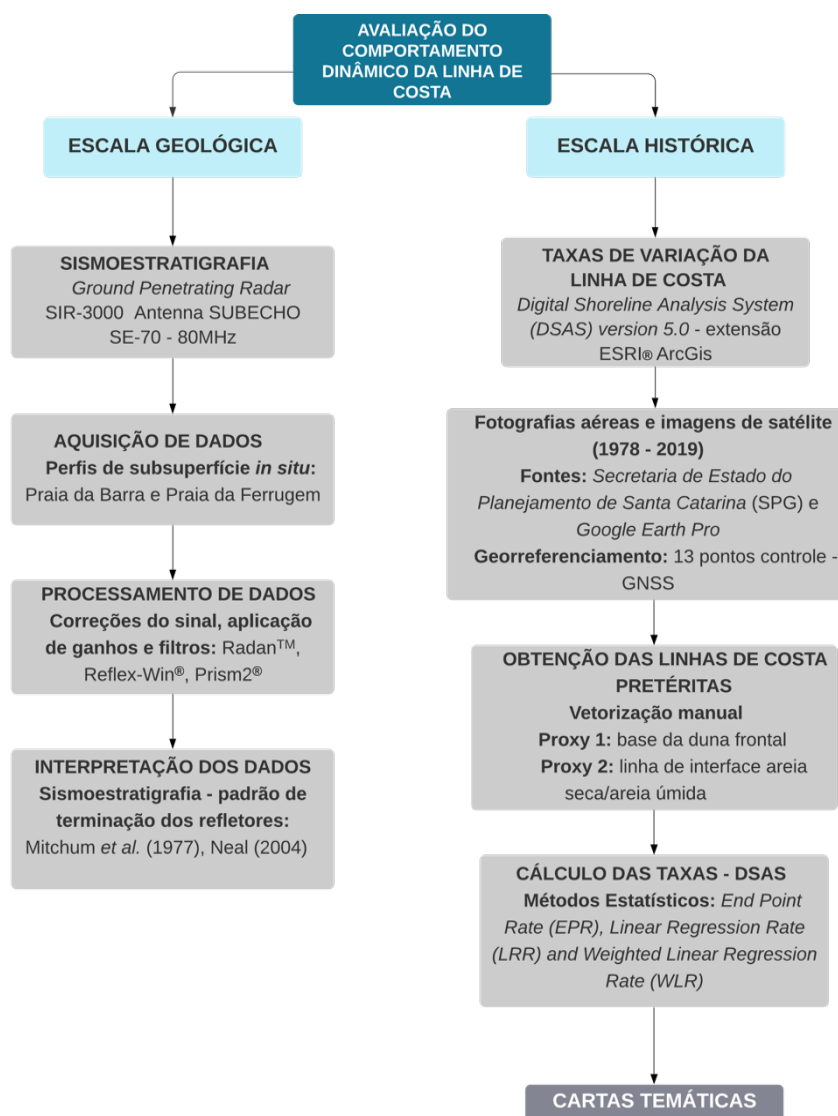 AVALIAÇÃO DO
COMPORTAMENTO
DINÂMICO DA LINHA DE
COSTA
ESCALA GEOLÓGICA
SISMOESTRATIGRAFIA
Ground Penetrating Radar
SIR-3000 Antenna SUBECHO
SE-70 - 80MHz
AQUISIÇÃO DE DADOS
Perfis de subsuperfície in situ:
Praia da Barra e Praia da Ferrugem
PROCESSAMENTO DE DADOS
Correções do sinal, aplicação
de ganhos e filtros: Radan™,
Reflex-Win®, Prism2®
INTERPRETAÇÃO DOS DADOS
Sismoestratigrafia - padrão de
terminação dos refletores:
Mitchum et al. (1977), Neal (2004)
ESCALA HISTÓRICA
TAXAS DE VARIAÇÃO DA
LINHA DE COSTA
Digital Shoreline Analysis System
(DSAS) version 5.0 - extensão
ESRI® ArcGis
Fotografias aéreas e imagens de satélite
(1978 - 2019)
Fontes: Secretaria de Estado do
Planejamento de Santa Catarina (SPG) e
Google Earth Pro
Georreferenciamento: 13 pontos controle -
GNSS
OBTENÇÃO DAS LINHAS DE COSTA
PRETÉRITAS
Vetorização manual
Proxy 1: base da duna frontal
Proxy 2: linha de interface areia
seca/areia úmida
CÁLCULO DAS TAXAS - DSAS
Métodos Estatísticos: End Point
Rate (EPR), Linear Regression Rate
(LRR) and Weighted Linear Regression
Rate (WLR)
CARTAS TEMÁTICAS